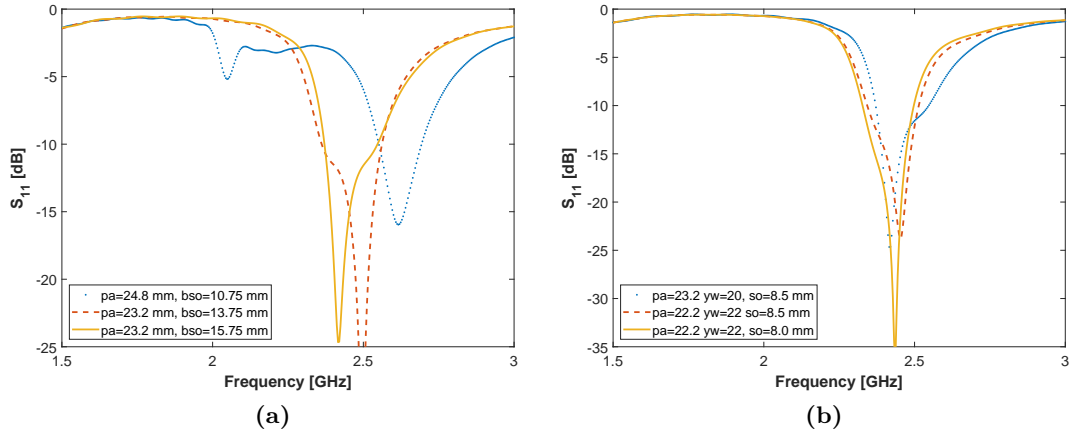 0
-5
-10
-15
-20
-25
S11 [dB]
pa=24.8 mm, bso=10.75 mm
pa=23.2 mm, bso=13.75 mm
pa=23.2 mm, bso=15.75 mm
1.5 2 2.5 3
Frequency [GHz]
(a)
0
-5
-10
-15
-20
-25
-30
-35
S11 [dB]
pa=23.2 yw=20, so=8.5 mm
pa=22.2 yw=22 so=8.5 mm
pa=22.2 yw=22, so=8.0 mm
1.5 2 2.5 3
Frequency [GHz]
(b)